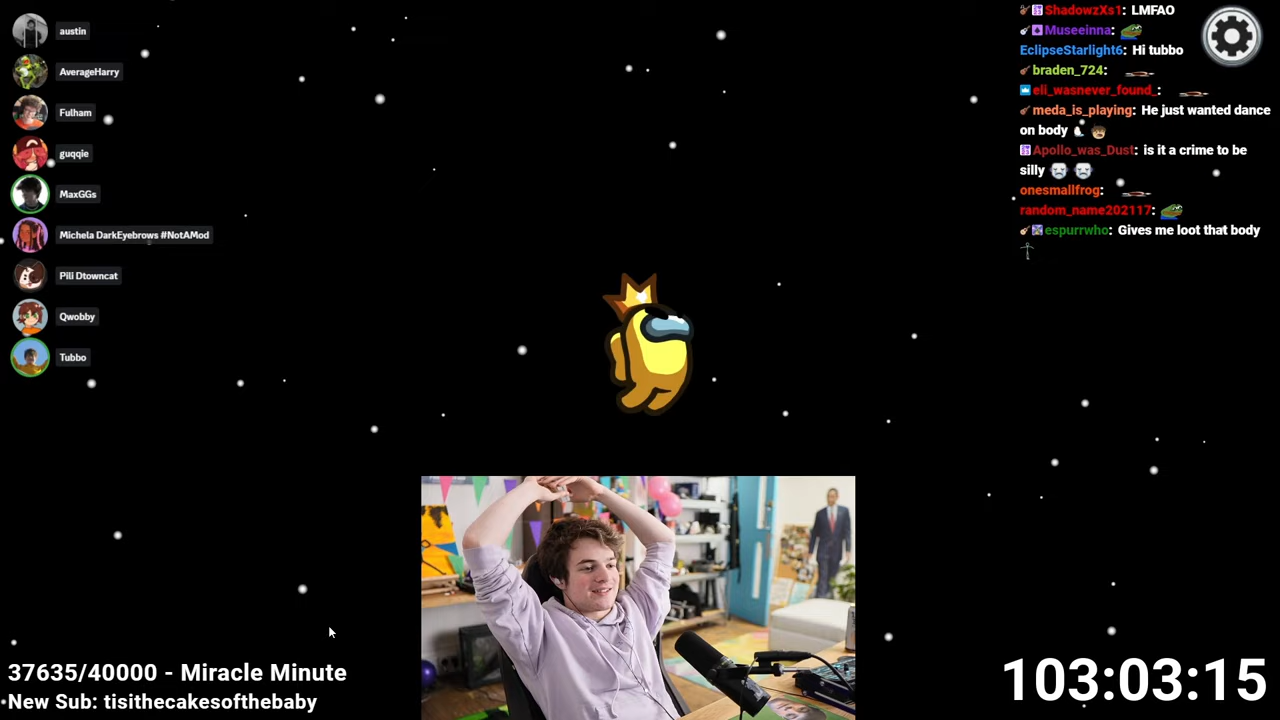 austin
AverageHarry
Fulham
guqqie
MaxGGs
Michela DarkEyebrows #NotAMod
Pili Dtowncat
Qwobby
Tubbo
ShadowzXs1: LMFAO
Museeinna:
EclipseStarlight6: Hi tubbo
braden_724:
eli_wasnever_found_:
meda_is_playing: He just wanted dance
on body
Apollo_was_Dust: is it a crime to be
silly
onesmallfrog:
random_name202117:
espurrwho: Gives me loot that body
37635/40000 - Miracle Minute
New Sub: tisithecakesofthebaby
103:03:15